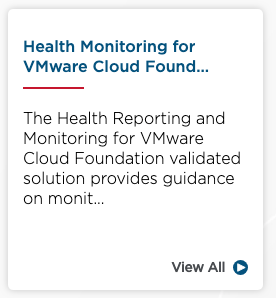 Health Monitoring for
VMware Cloud Found...
The Health Reporting and
Monitoring for VMware
Cloud Foundation validated
solution provides guidance
on monit...
View All